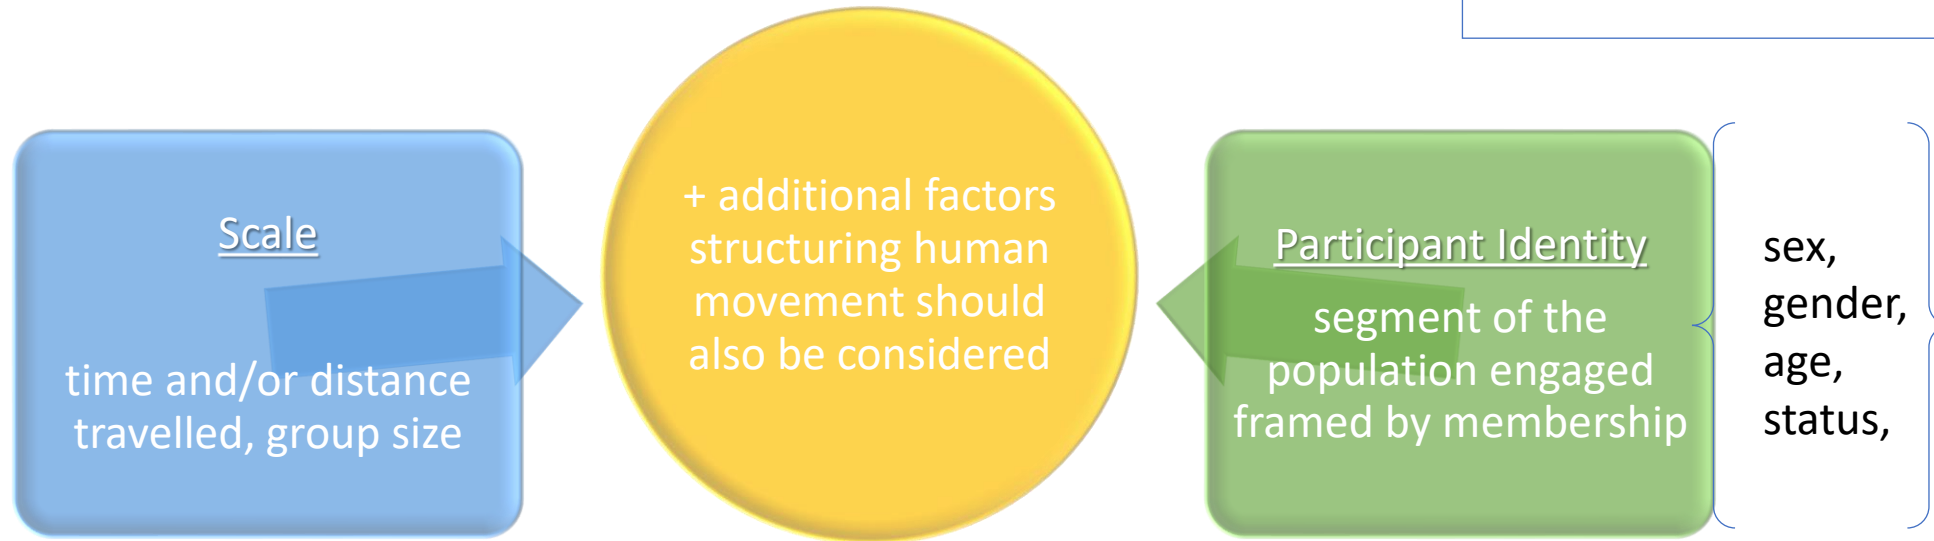 Scale
time and/or distance
travelled, group size
+ additional factors
structuring human
movement should
also be considered
Participant Identity
segment of the
population engaged
framed by membership
sex,
gender,
age,
status,